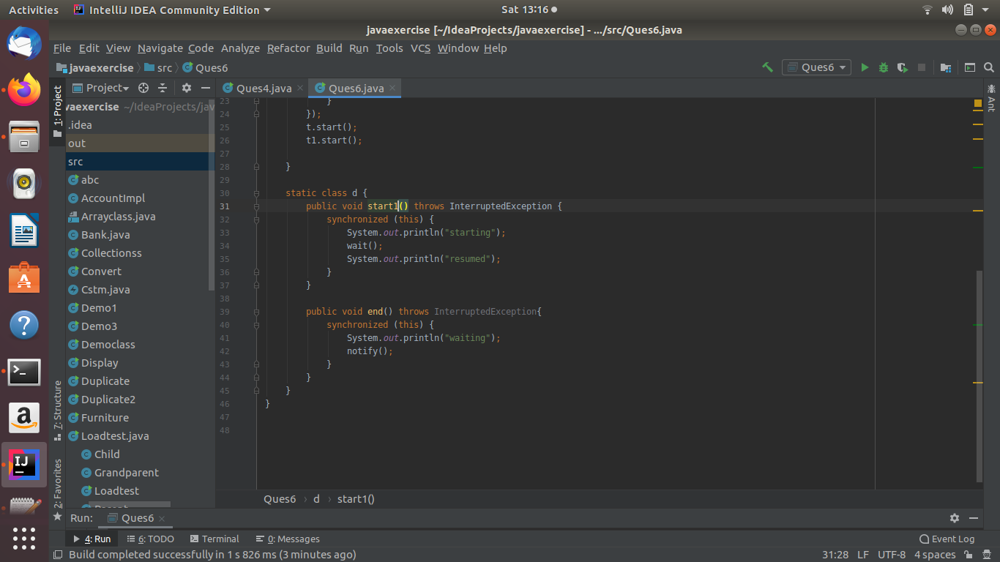 Activities IntelliJ IDEA Community Edition Sat 13:16
javaexercise [~/IdeaProjects/javaexercise] - .../src/Ques6.java
File Edit View Navigate Code Analyze Refactor Build Run Tools VCS Window Help
javaexercise src Ques6 Ques6
1: Project
Project
Ques4.java Ques6.java
Ant
vaexercise ~/IdeaProjects/jav
.idea
out
src
abc
AccountImpl
Arrayclass.java
Bank.java
Collectionss
Convert
Cstm.java
Demo1
Demo3
Democlass
Display
Duplicate
Duplicate2
Furniture
Loadtest.java
Child
Grandparent
Loadtest
Parent
7: Structure
2: Favorites
23 }
24 });
25 t.start();
26 t1.start();
27
28 }
29
30 static class d {
31 public void start1() throws InterruptedException {
32 synchronized (this) {
33 System.out.println("starting");
34 wait();
35 System.out.println("resumed");
36 }
37 }
38
39 public void end() throws InterruptedException{
40 synchronized (this) {
41 System.out.println("waiting");
42 notify();
43 }
44 }
45 }
46 }
47
48
Ques6 › d › start1()
Run: Ques6
4: Run 6: TODO Terminal 0: Messages Event Log
Build completed successfully in 1 s 826 ms (3 minutes ago) 31:28 LF UTF-8 4 spaces